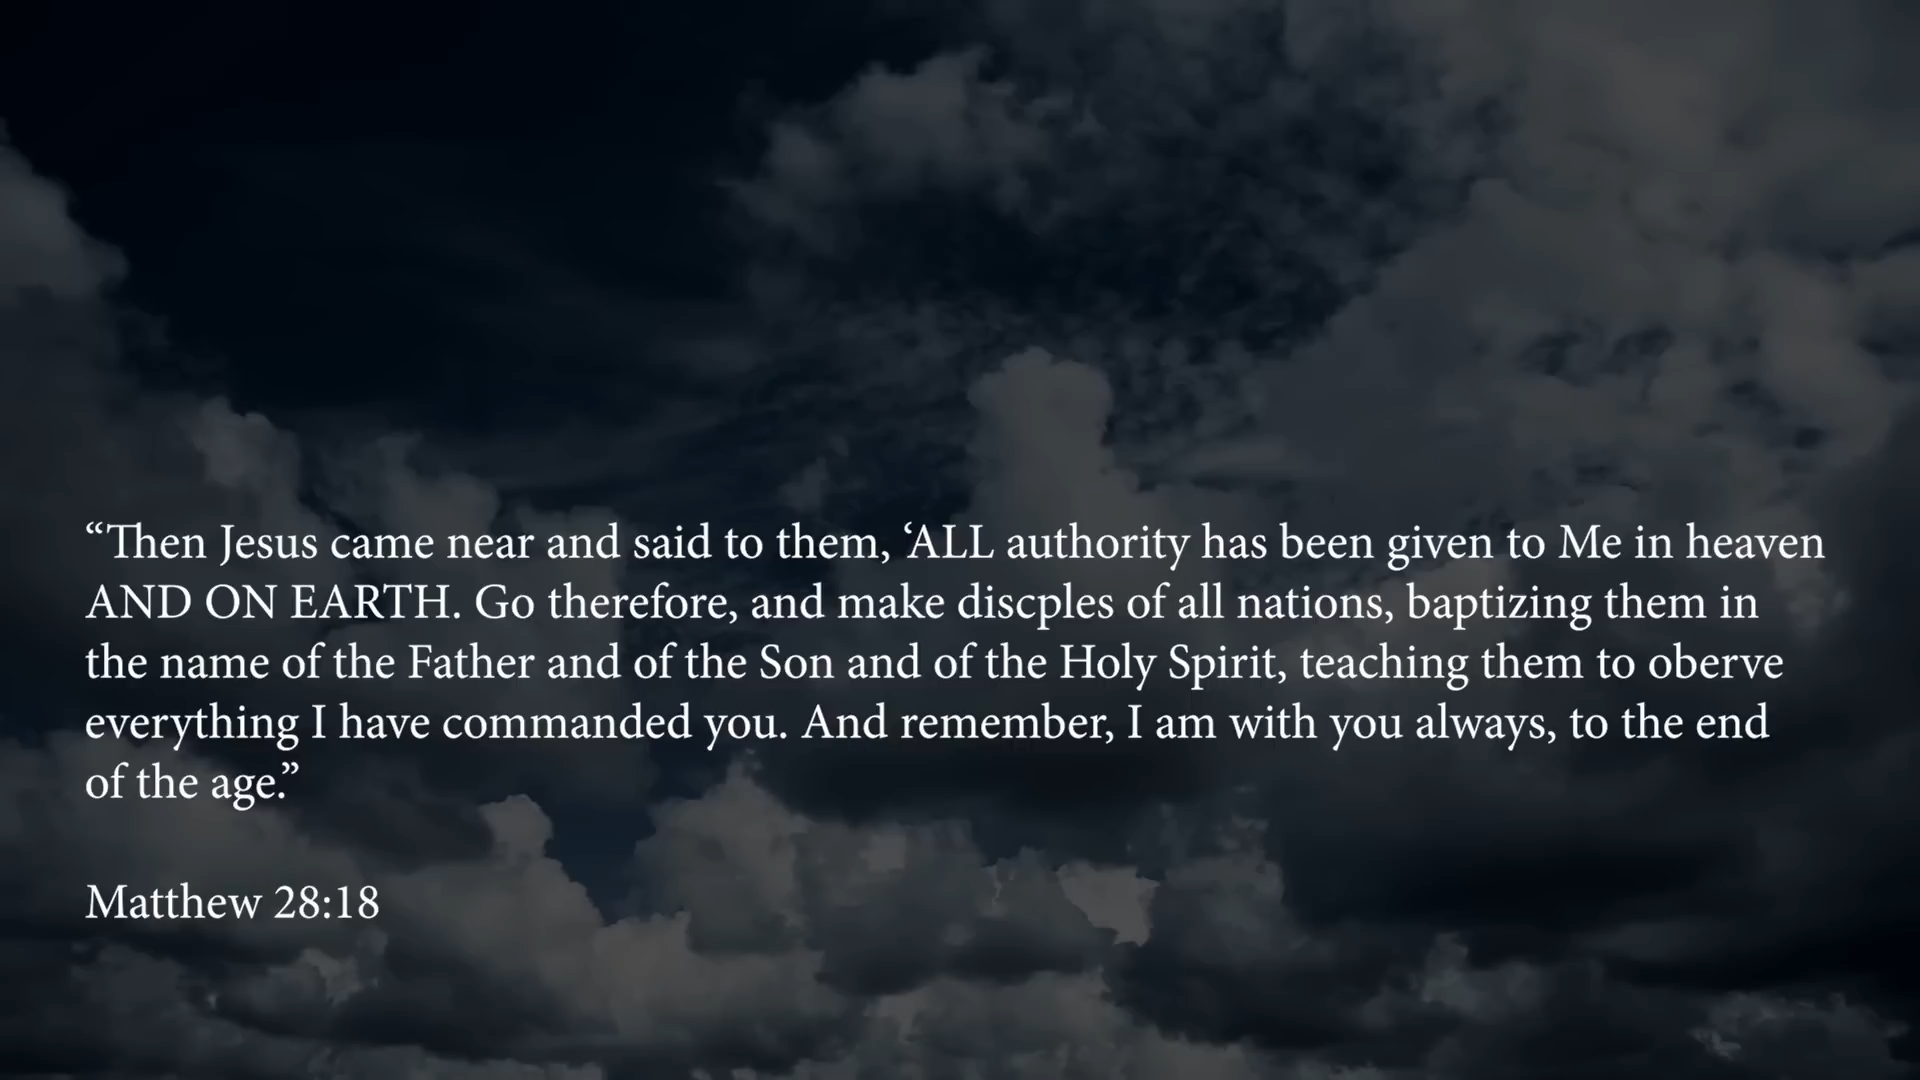 “Then Jesus came near and said to them, ‘ALL authority has been given to Me in heaven
AND ON EARTH. Go therefore, and make discples of all nations, baptizing them in
the name of the Father and of the Son and of the Holy Spirit, teaching them to oberve
everything I have commanded you. And remember, I am with you always, to the end
of the age.”
Matthew 28:18